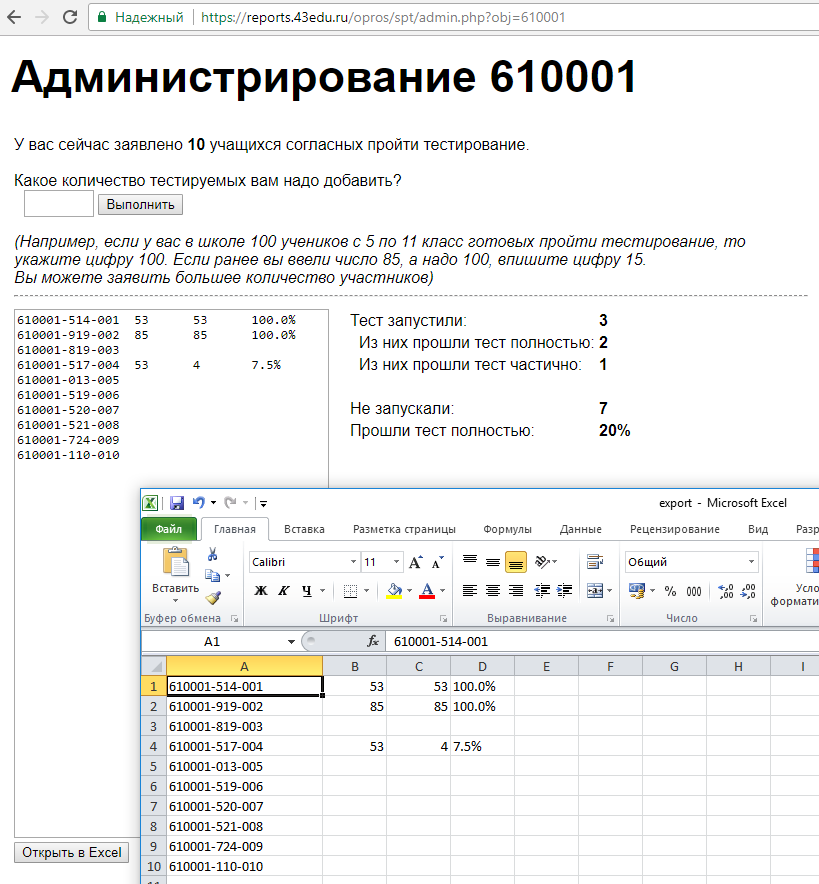 Надежный | https://reports.43edu.ru/opros/spt/admin.php?obj=610001
Администрирование 610001
У вас сейчас заявлено 10 учащихся согласных пройти тестирование.
Какое количество тестируемых вам надо добавить?
Выполнить
(Например, если у вас в школе 100 учеников с 5 по 11 класс готовых пройти тестирование, то
укажите цифру 100. Если ранее вы ввели число 85, а надо 100, впишите цифру 15.
Вы можете заявить большее количество участников)
610001-514-001 53 53 100.0%
610001-919-002 85 85 100.0%
610001-819-003
610001-517-004 53 4 7.5%
610001-013-005
610001-519-006
610001-520-007
610001-521-008
610001-724-009
610001-110-010
Тест запустили: 3
Из них прошли тест полностью: 2
Из них прошли тест частично: 1
Не запускали: 7
Прошли тест полностью: 20%
Открыть в Excel
export - Microsoft Excel
Файл Главная Вставка Разметка страницы Формулы Данные Рецензирование Вид Разр
Вставить
Calibri 11
Общий
Ж К Ч
% 000
Усло
формати
Буфер обмена Шрифт Выравнивание Число
A1 fx 610001-514-001
A B C D E F G H I
1 610001-514-001 53 53 100.0%
2 610001-919-002 85 85 100.0%
3 610001-819-003
4 610001-517-004 53 4 7.5%
5 610001-013-005
6 610001-519-006
7 610001-520-007
8 610001-521-008
9 610001-724-009
10 610001-110-010